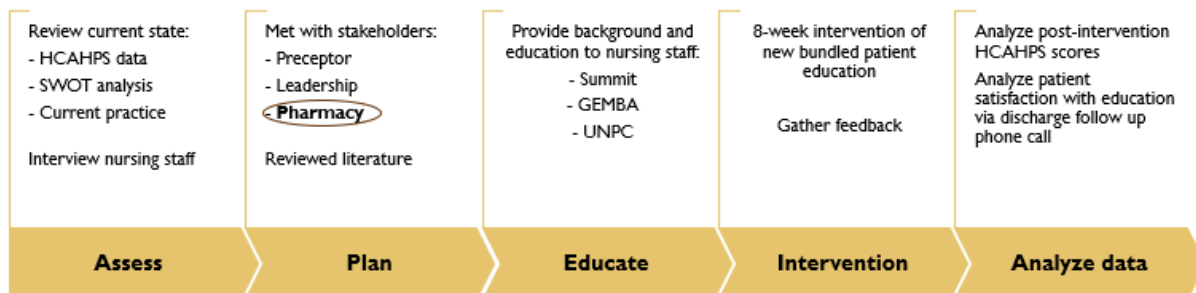 Review current state:
- HCAHPS data
- SWOT analysis
- Current practice
Interview nursing staff
Assess
Met with stakeholders:
- Preceptor
- Leadership
- Pharmacy
Reviewed literature
Plan
Provide background and
education to nursing staff:
- Summit
- GEMBA
- UNPC
Educate
8-week intervention of
new bundled patient
education
Gather feedback
Intervention
Analyze post-intervention
HCAHPS scores
Analyze patient
satisfaction with education
via discharge follow up
phone call
Analyze data